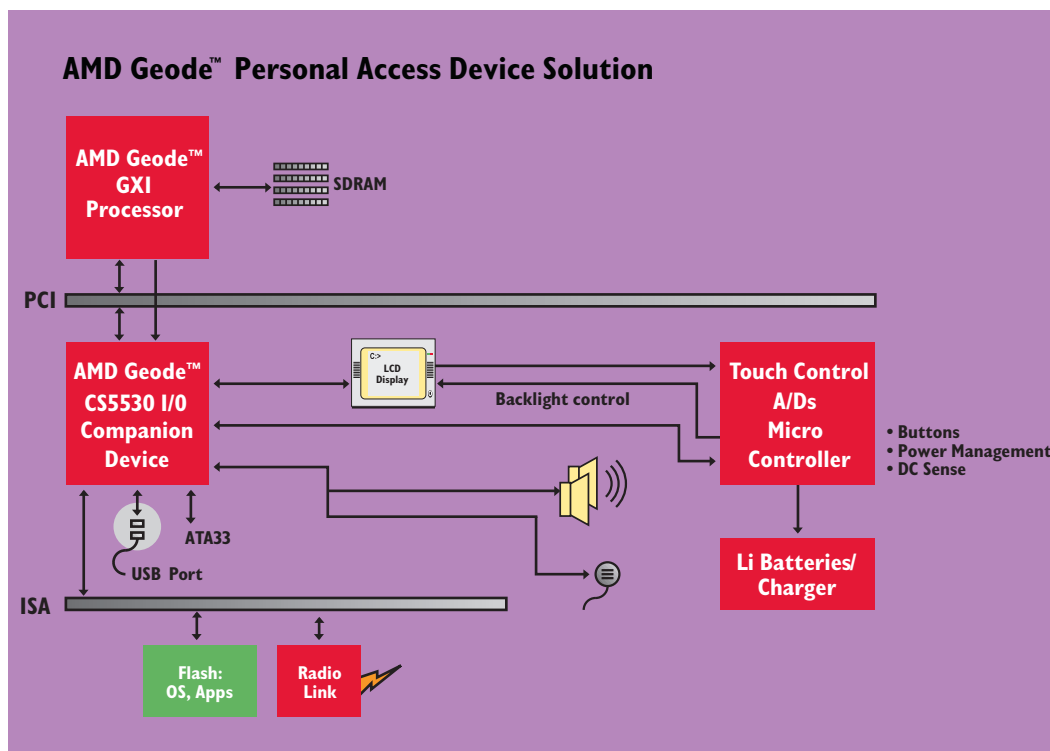 AMD Geode™ Personal Access Device Solution
AMD Geode™
GXI
Processor
SDRAM
PCI
AMD Geode™
CS5530 I/0
Companion
Device
C:>
LCD
Display
Backlight control
Touch Control
A/Ds
Micro
Controller
• Buttons
• Power Management
• DC Sense
ATA33
USB Port
Li Batteries/
Charger
ISA
Flash:
OS, Apps
Radio
Link